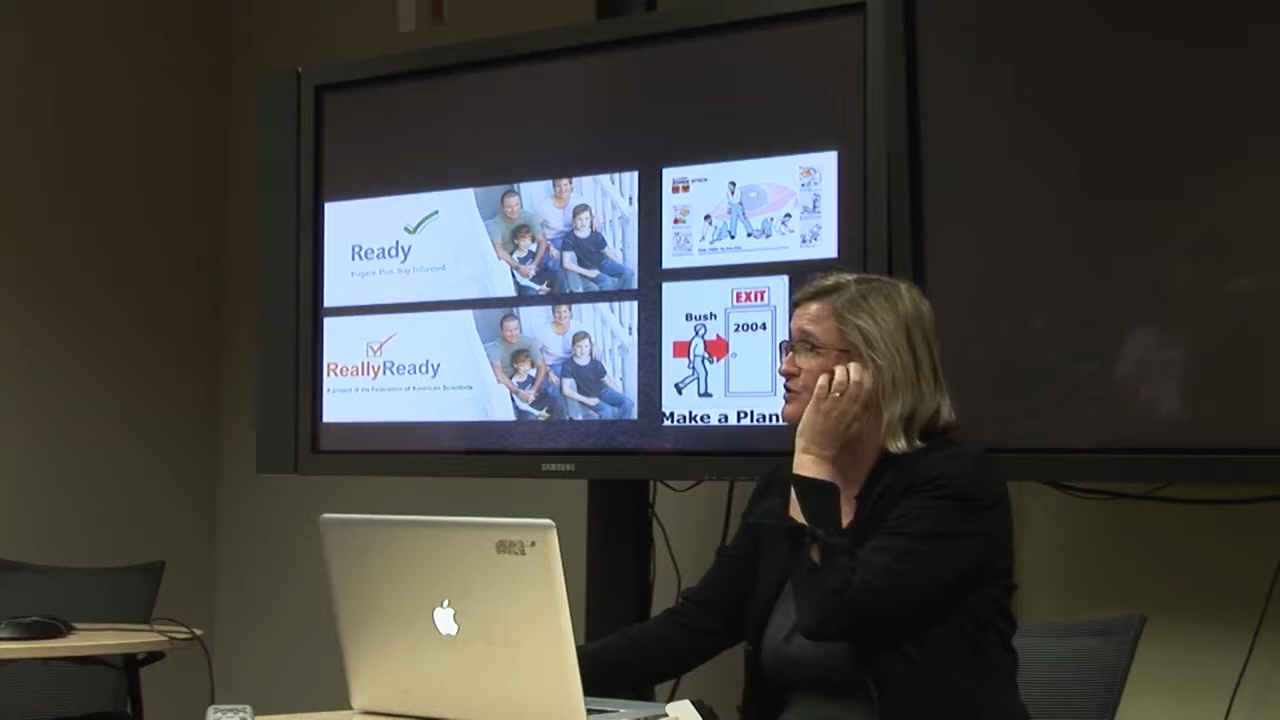 Ready
Prepare. Plan. Stay Informed.
ReallyReady
A project of the Federation of American Scientists
EXIT
Bush
2004
Make a Plan
SAMSUNG